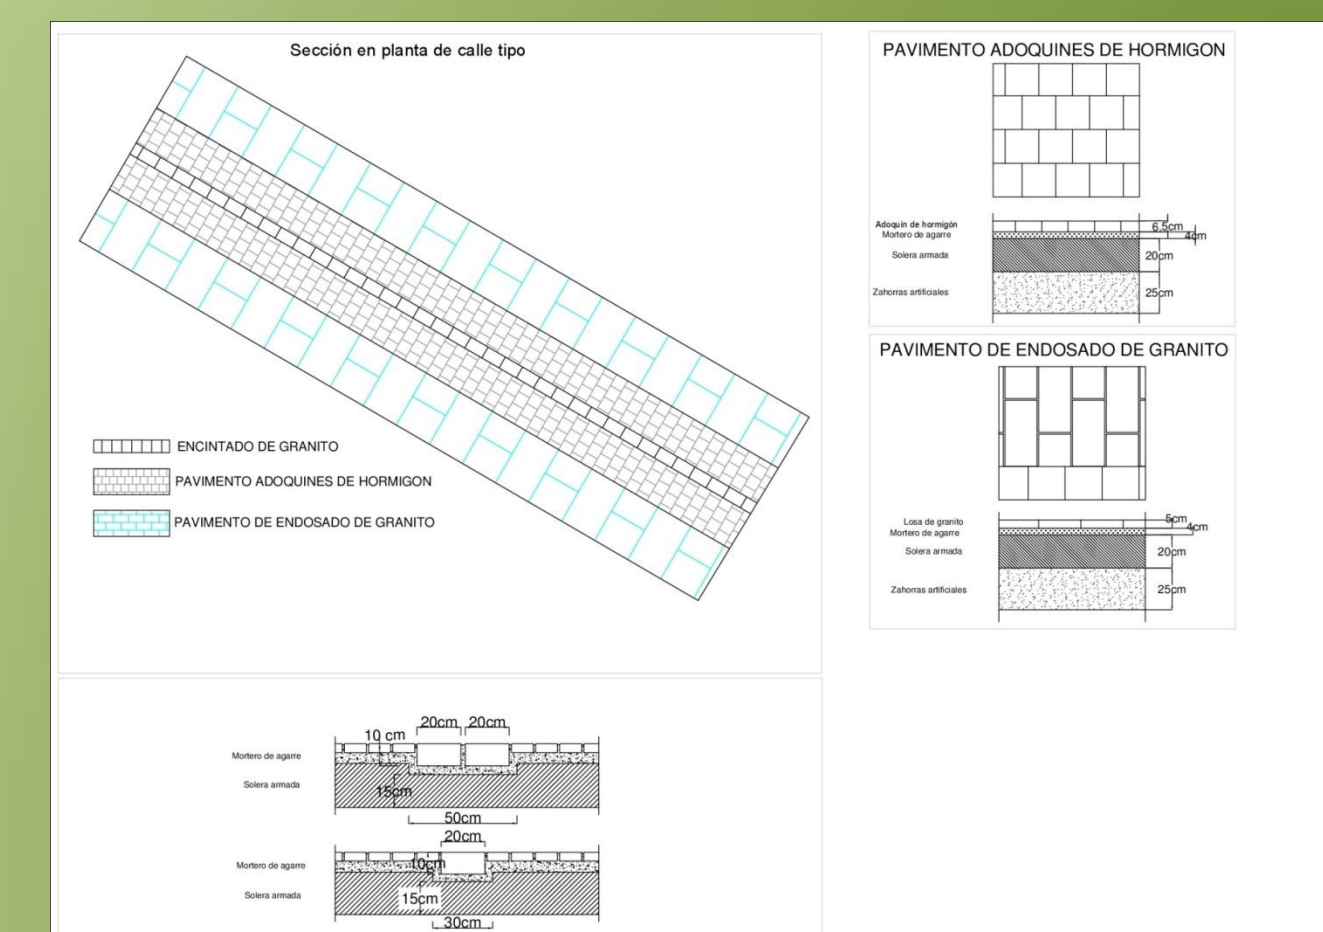 Sección en planta de calle tipo
ENCINTADO DE GRANITO
PAVIMENTO ADOQUINES DE HORMIGON
PAVIMENTO DE ENDOSADO DE GRANITO
PAVIMENTO ADOQUINES DE HORMIGON
Adoquin de hormigón
6.5cm
Mortero de agarre
4cm
Solera armada
20cm
Zahorras artificiales
25cm
PAVIMENTO DE ENDOSADO DE GRANITO
Losa de granito
5cm
Mortero de agarre
4cm
Solera armada
20cm
Zahorras artificiales
25cm
20cm 20cm
10 cm
Mortero de agarre
Solera armada
15cm
50cm
20cm
Mortero de agarre
10cm
Solera armada
15cm
30cm